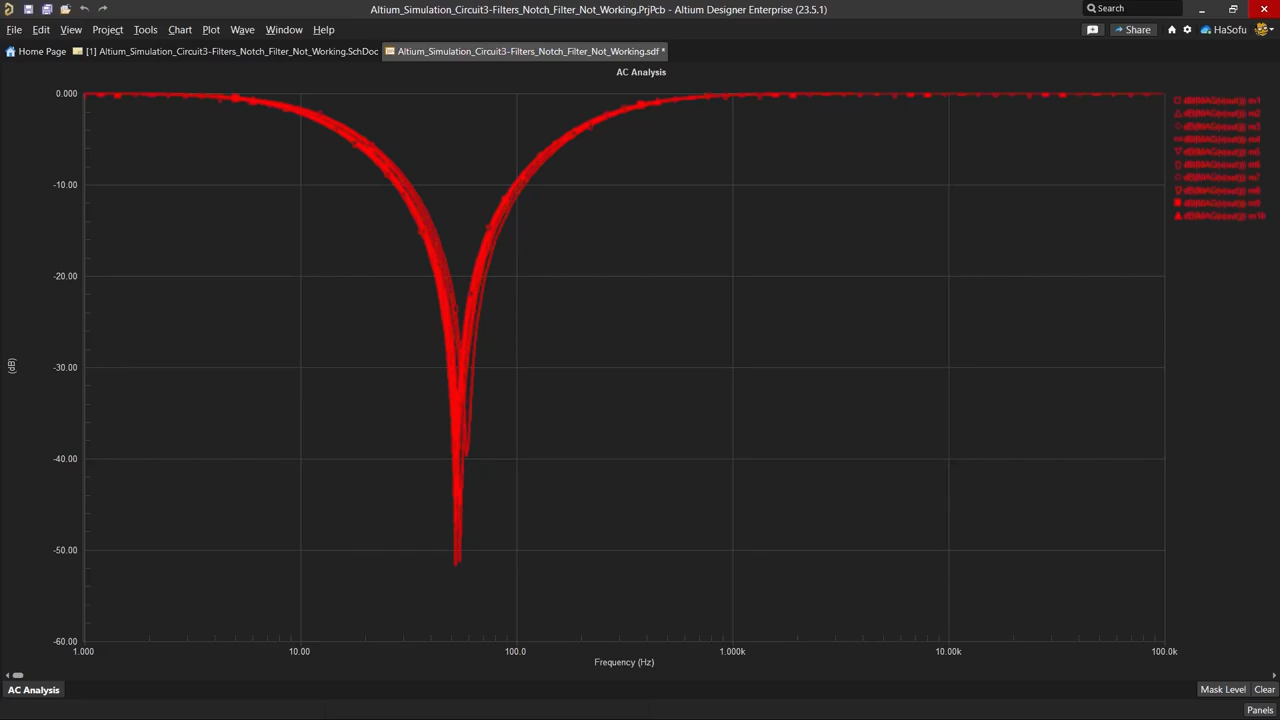 Altium_Simulation_Circuit3-Filters_Notch_Filter_Not_Working.PrjPcb - Altium Designer Enterprise (23.5.1)
Search
File Edit View Project Tools Chart Plot Wave Window Help
Share
HaSofu
Home Page
[1] Altium_Simulation_Circuit3-Filters_Notch_Filter_Not_Working.SchDoc
Altium_Simulation_Circuit3-Filters_Notch_Filter_Not_Working.sdf *
AC Analysis
0.000
-10.00
-20.00
-30.00
-40.00
-50.00
-60.00
(dB)
1.000 10.00 100.0 1.000k 10.00k 100.0k
Frequency (Hz)
AC Analysis
Mask Level Clear
Panels